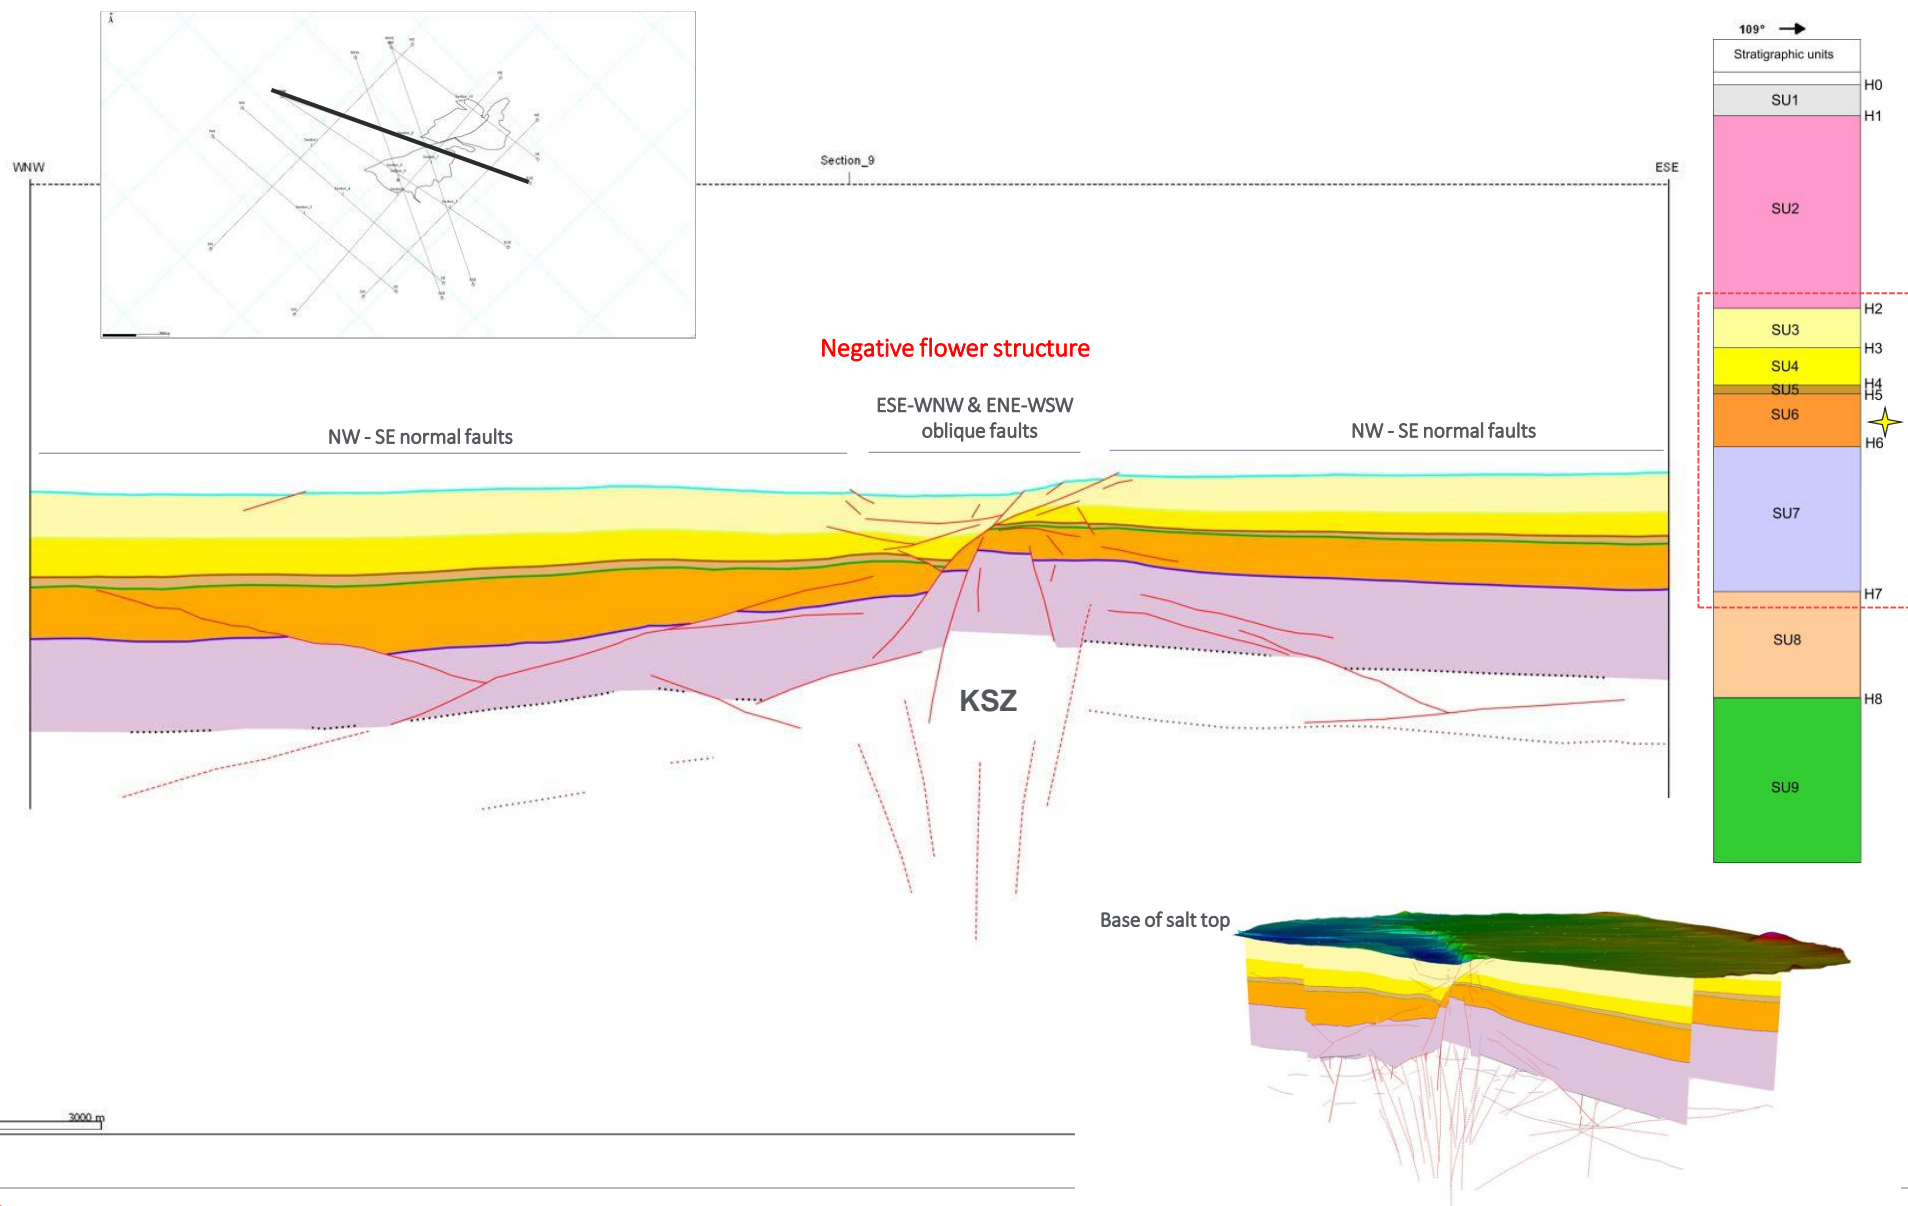 109°
Stratigraphic units
H0
SU1
H1
SU2
H2
SU3
H3
SU4
H4
SU5
H5
SU6
H6
SU7
H7
SU8
H8
SU9
WNW
Section_9
ESE
Negative flower structure
ESE-WNW & ENE-WSW
oblique faults
NW - SE normal faults
NW - SE normal faults
KSZ
Base of salt top
3000 m